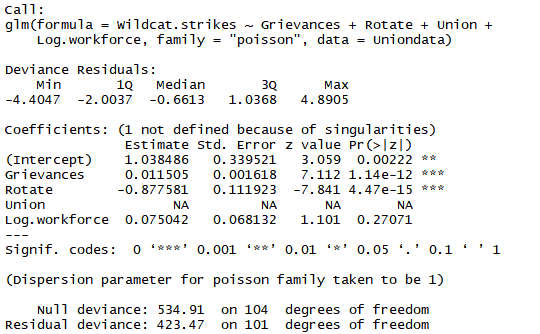 Call:
glm(formula = Wildcat.strikes ~ Grievances + Rotate + Union +
    Log.workforce, family = "poisson", data = Uniondata)

Deviance Residuals:
    Min       1Q   Median       3Q      Max
-4.4047  -2.0037  -0.6613   1.0368   4.8905

Coefficients: (1 not defined because of singularities)
               Estimate Std. Error z value Pr(>|z|)
(Intercept)    1.038486   0.339521   3.059  0.00222 **
Grievances     0.011505   0.001618   7.112 1.14e-12 ***
Rotate        -0.877581   0.111923  -7.841 4.47e-15 ***
Union                NA         NA      NA       NA
Log.workforce  0.075042   0.068132   1.101  0.27071
---
Signif. codes:  0 ‘***’ 0.001 ‘**’ 0.01 ‘*’ 0.05 ‘.’ 0.1 ‘ ’ 1

(Dispersion parameter for poisson family taken to be 1)

    Null deviance: 534.91  on 104  degrees of freedom
Residual deviance: 423.47  on 101  degrees of freedom